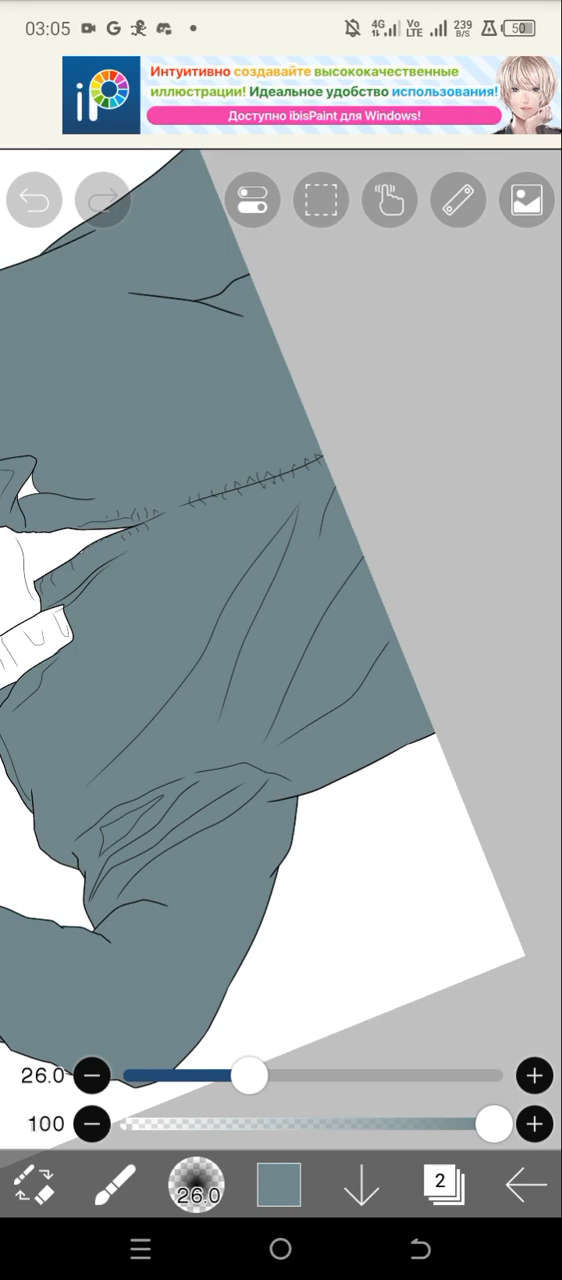 03:05
4G
Vo
LTE
239
B/S
50
iP
Интуитивно создавайте высококачественные
иллюстрации! Идеальное удобство использования!
Доступно ibisPaint для Windows!
26.0
100
26.0
2